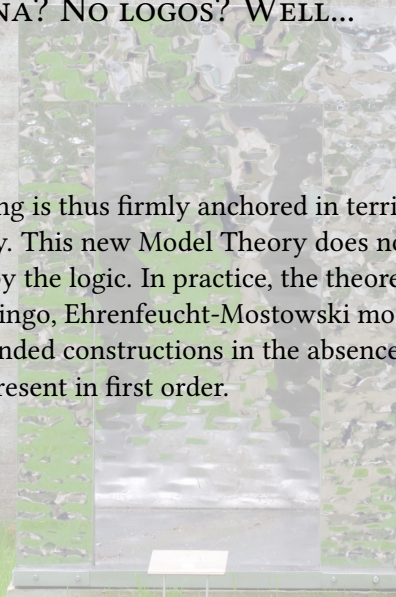 NA? NO LOGOS? WELL...
ng is thus firmly anchored in terri
y. This new Model Theory does no
by the logic. In practice, the theore
ingo, Ehrenfeucht-Mostowski mo
nded constructions in the absence
resent in first order.